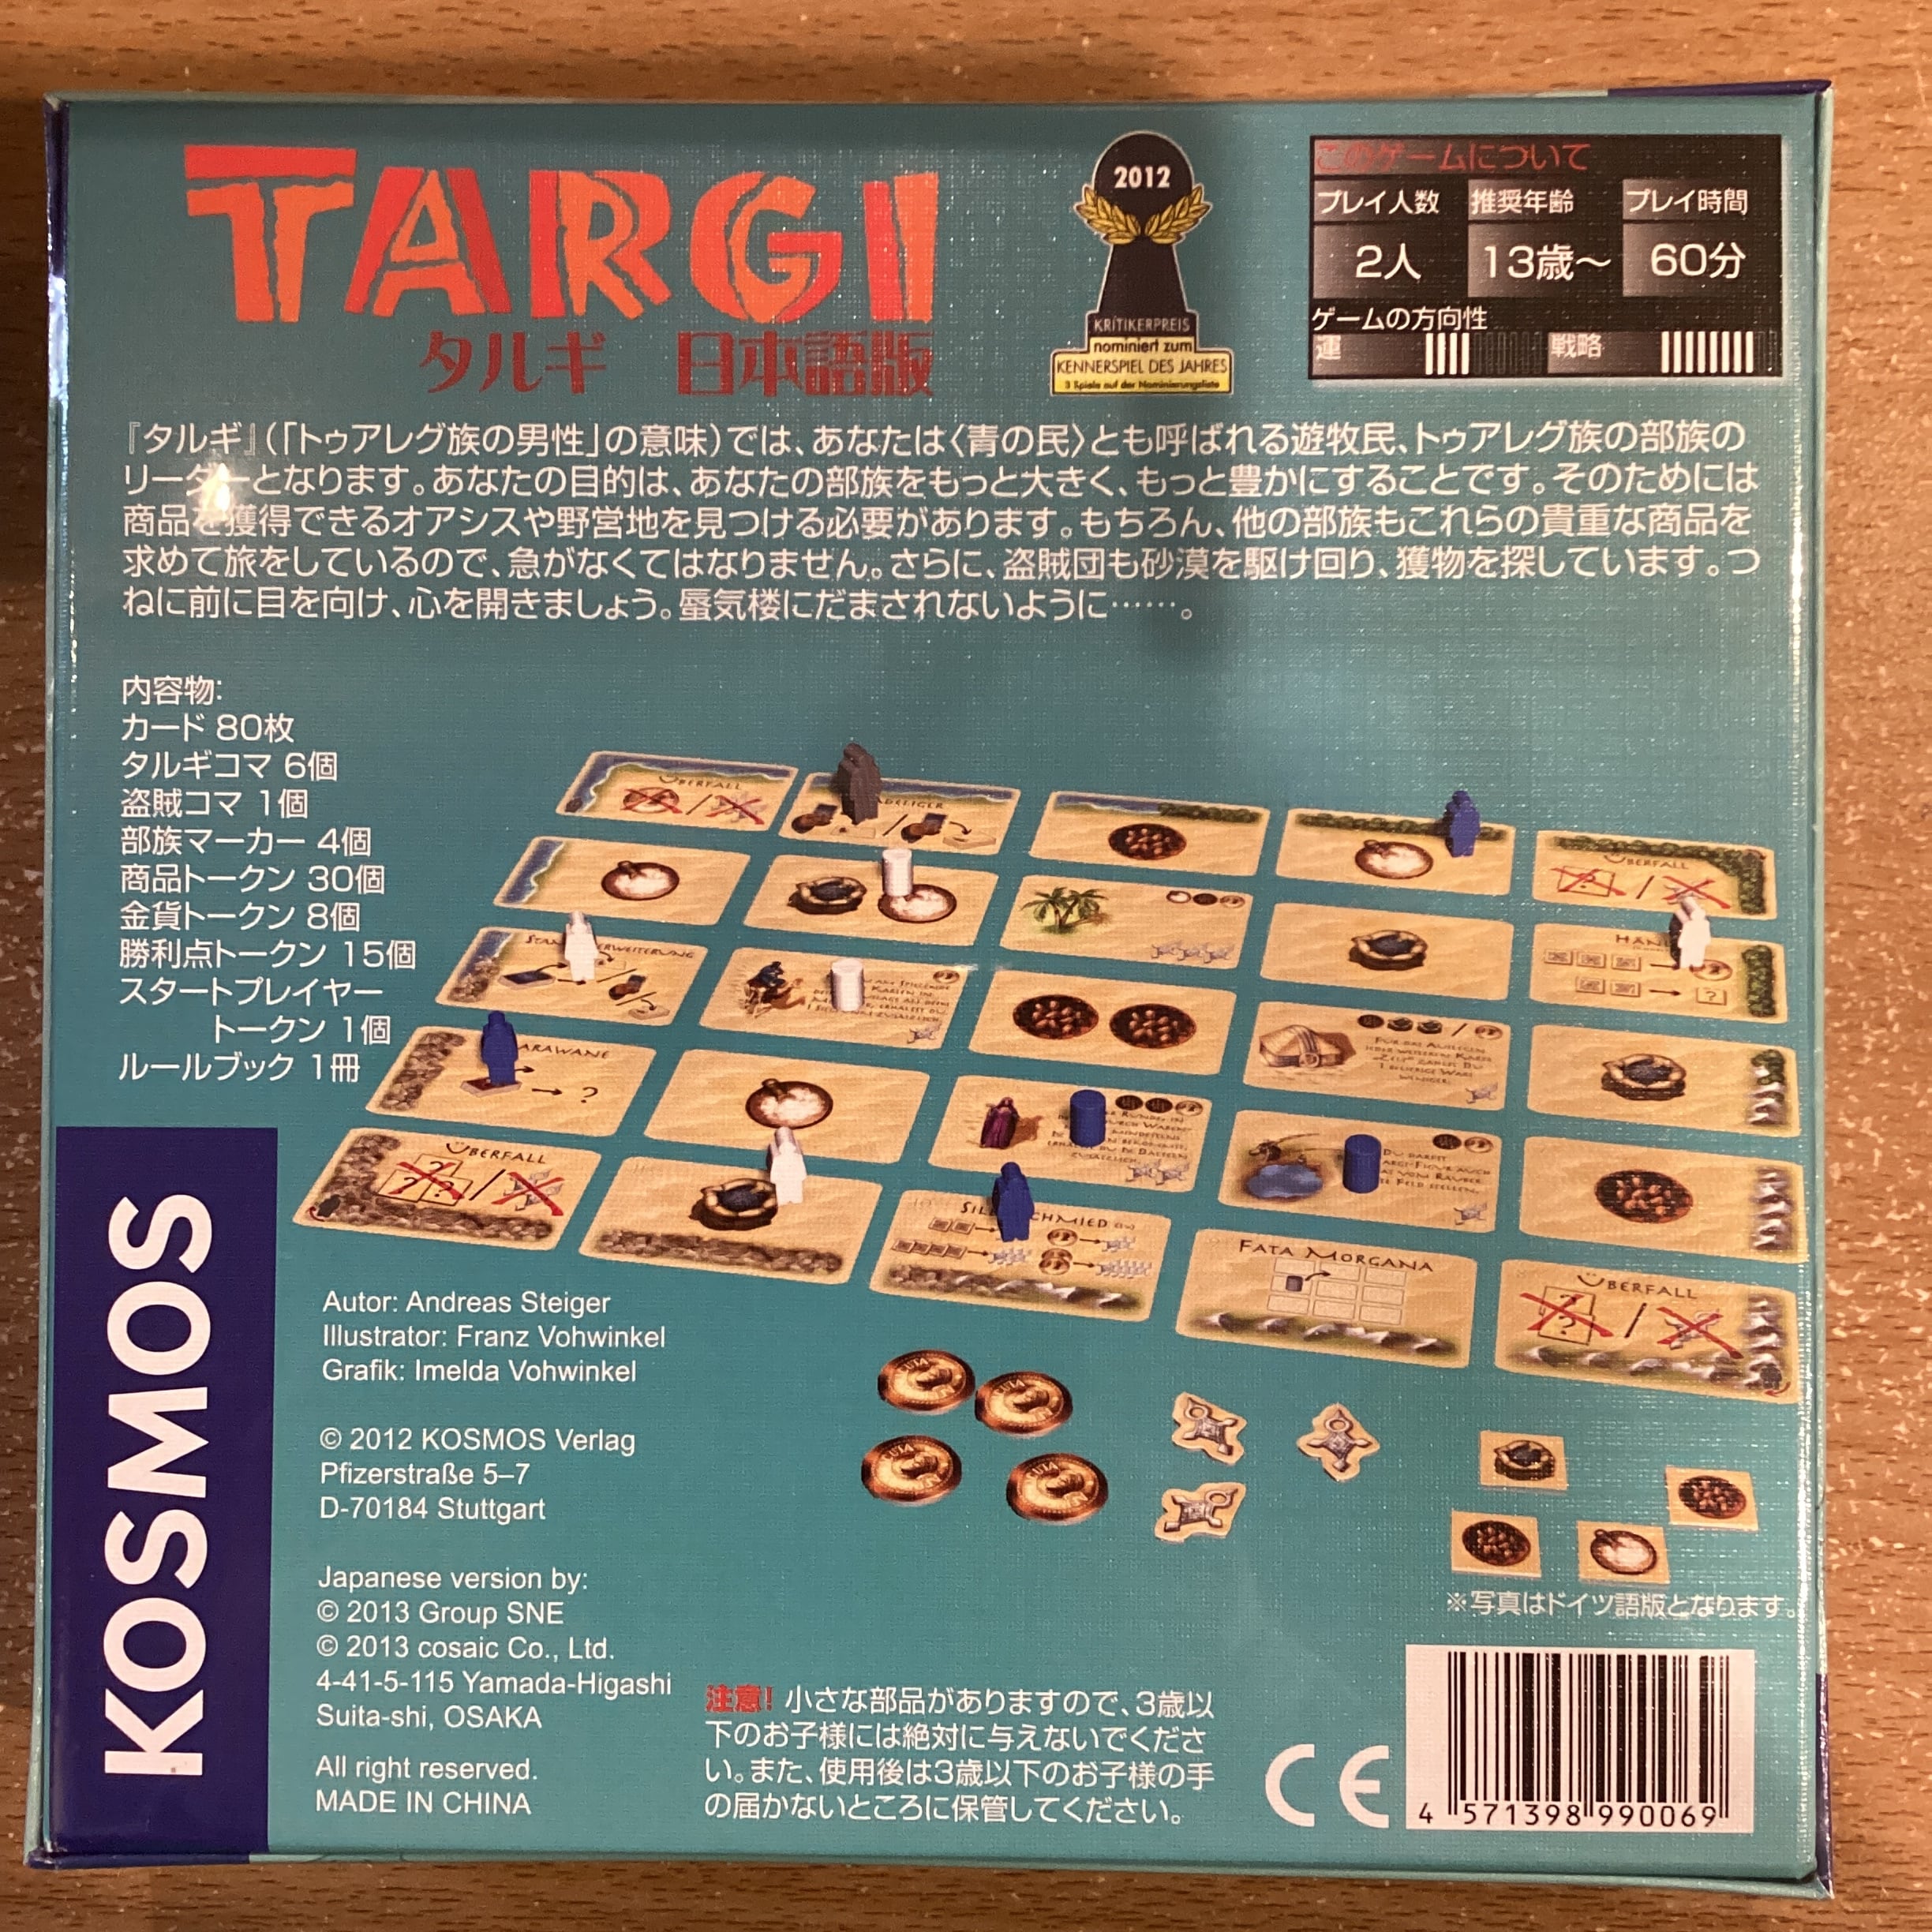 TARGI
タルギ 日本語版
2012
KRITIKERPREIS
nominiert zum
KENNERSPIEL DES JAHRES
3 Spiele auf der Nominierungsliste
このゲームについて
プレイ人数 推奨年齢 プレイ時間
2人 13歳〜 60分
ゲームの方向性
運 戦略
『タルギ』(「トゥアレグ族の男性」の意味)では、あなたは〈青の民〉とも呼ばれる遊牧民、トゥアレグ族の部族の
リーダーとなります。あなたの目的は、あなたの部族をもっと大きく、もっと豊かにすることです。そのためには
商品を獲得できるオアシスや野営地を見つける必要があります。もちろん、他の部族もこれらの貴重な商品を
求めて旅をしているので、急がなくてはなりません。さらに、盗賊団も砂漠を駆け回り、獲物を探しています。つ
ねに前に目を向け、心を開きましょう。蜃気楼にだまされないように……。
内容物:
カード 80枚
タルギコマ 6個
盗賊コマ 1個
部族マーカー 4個
商品トークン 30個
金貨トークン 8個
勝利点トークン 15個
スタートプレイヤー
トークン 1個
ルールブック 1冊
ÜBERFALL
ÜBERFALL
ARAWANE
ÜBERFALL
FATA MORGANA
ÜBERFALL
KOSMOS
Autor: Andreas Steiger
Illustrator: Franz Vohwinkel
Grafik: Imelda Vohwinkel
© 2012 KOSMOS Verlag
Pfizerstraße 5–7
D-70184 Stuttgart
Japanese version by:
© 2013 Group SNE
© 2013 cosaic Co., Ltd.
4-41-5-115 Yamada-Higashi
Suita-shi, OSAKA
All right reserved.
MADE IN CHINA
※写真はドイツ語版となります。
注意! 小さな部品がありますので、3歳以
下のお子様には絶対に与えないでくださ
い。また、使用後は3歳以下のお子様の手
の届かないところに保管してください。
CE
4 571398 990069